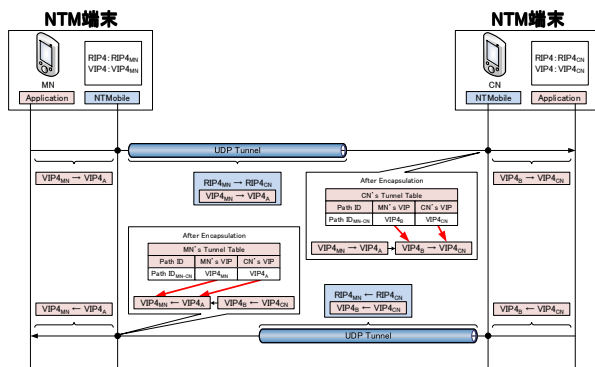 NTM端末
NTM端末
RIP4:RIP4MN
VIP4:VIP4MN
MN
Application
NTMobile
RIP4:RIP4CN
VIP4:VIP4CN
CN
NTMobile
Application
UDP Tunnel
VIP4MN → VIP4A
RIP4MN → RIP4CN
VIP4MN → VIP4A
VIP4B → VIP4CN
After Encapsulation
CN's Tunnel Table
Path ID MN's VIP CN's VIP
Path IDMN-CN VIP4B VIP4CN
VIP4MN → VIP4A
VIP4B → VIP4CN
After Encapsulation
MN's Tunnel Table
Path ID MN's VIP CN's VIP
Path IDMN-CN VIP4MN VIP4A
VIP4MN ← VIP4A
VIP4B ← VIP4CN
VIP4MN ← VIP4A
RIP4MN ← RIP4CN
VIP4B ← VIP4CN
VIP4B ← VIP4CN
UDP Tunnel